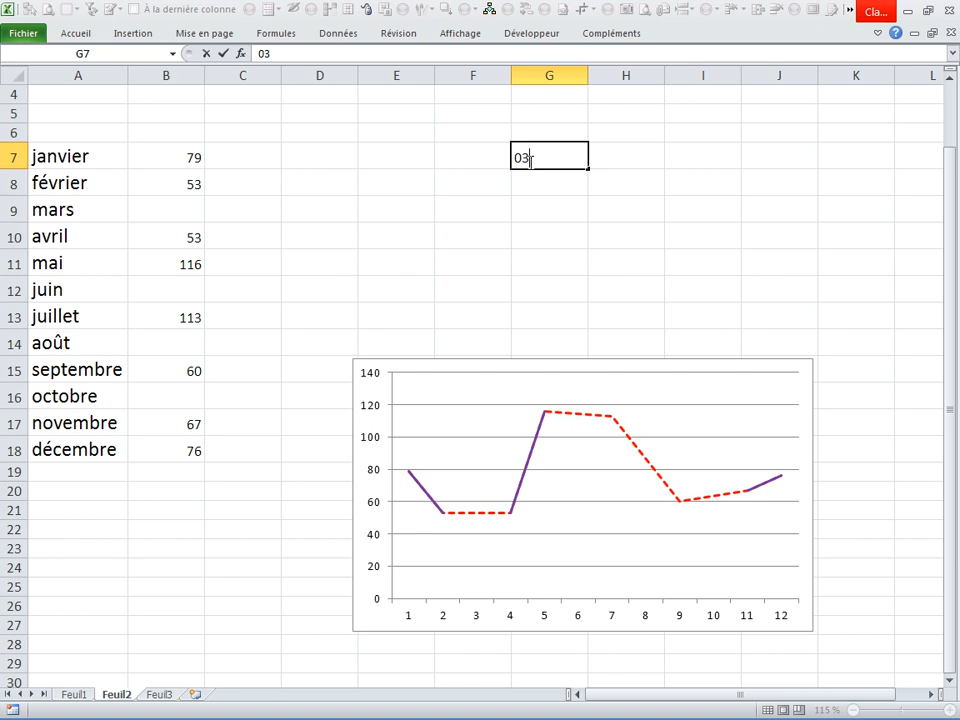 À la dernière colonne
Cla...
Fichier Accueil Insertion Mise en page Formules Données Révision Affichage Développeur Compléments
G7 fx 03
A B C D E F G H I J K L
4
5
6
7 janvier 79 03
8 février 53
9 mars
10 avril 53
11 mai 116
12 juin
13 juillet 113
14 août
15 septembre 60
16 octobre
17 novembre 67
18 décembre 76
19
20
21
22
23
24
25
26
27
28
29
30
140
120
100
80
60
40
20
0
1 2 3 4 5 6 7 8 9 10 11 12
Feuil1 Feuil2 Feuil3
115 %